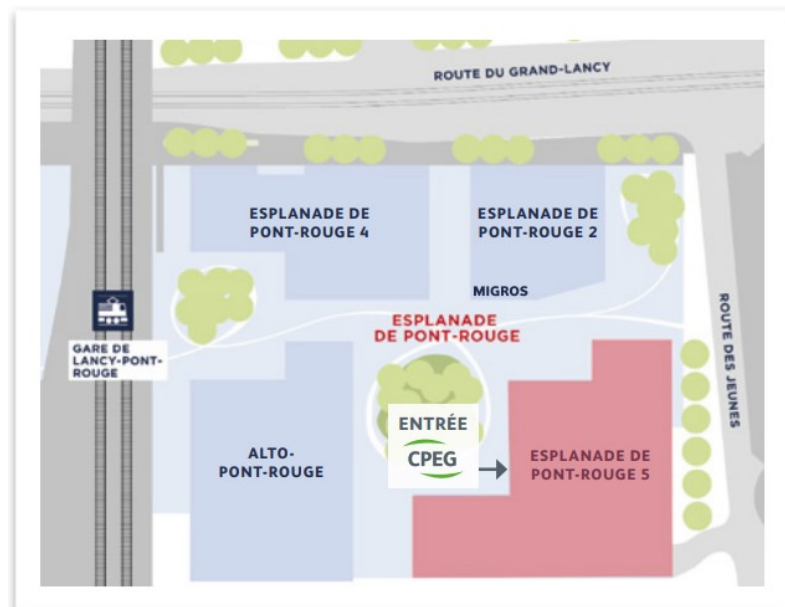 ROUTE DU GRAND-LANCY
ESPLANADE DE
PONT-ROUGE 4
ESPLANADE DE
PONT-ROUGE 2
MIGROS
ESPLANADE
DE PONT-ROUGE
GARE DE
LANCY-PONT-
ROUGE
ROUTE DES JEUNES
ENTRÉE
CPEG
ALTO-
PONT-ROUGE
ESPLANADE DE
PONT-ROUGE 5